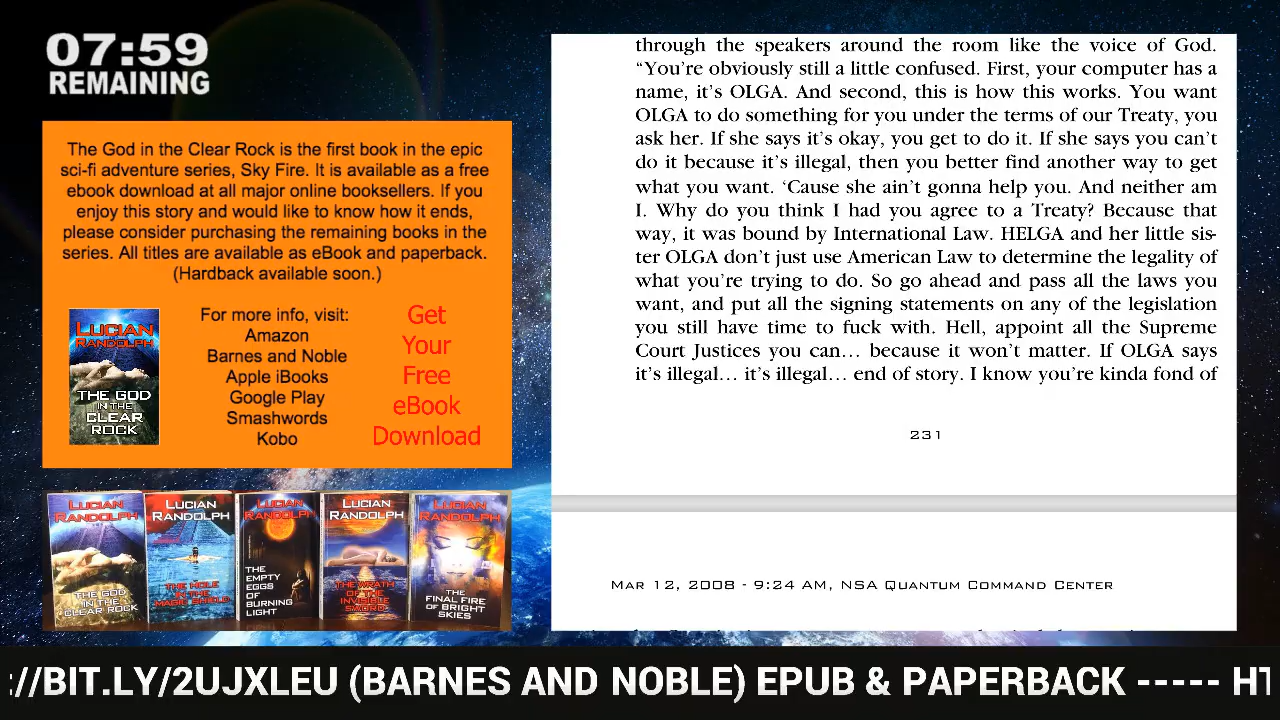 07:59
REMAINING
The God in the Clear Rock is the first book in the epic
sci-fi adventure series, Sky Fire. It is available as a free
ebook download at all major online booksellers. If you
enjoy this story and would like to know how it ends,
please consider purchasing the remaining books in the
series. All titles are available as eBook and paperback.
(Hardback available soon.)
LUCIAN
RANDOLPH
THE GOD
IN THE
CLEAR
ROCK
For more info, visit:
Amazon
Barnes and Noble
Apple iBooks
Google Play
Smashwords
Kobo
Get
Your
Free
eBook
Download
LUCIAN
RANDOLPH
THE GOD
IN THE
CLEAR ROCK
LUCIAN
RANDOLPH
THE HOLE
IN THE
MAGIC SHIELD
LUCIAN
RANDOLPH
THE
EMPTY
EGGS
OF
BURNING
LIGHT
LUCIAN
RANDOLPH
THE WRATH
OF THE
INVISIBLE
SWORD
LUCIAN
RANDOLPH
THE
FINAL FIRE
OF BRIGHT
SKIES
through the speakers around the room like the voice of God.
“You’re obviously still a little confused. First, your computer has a
name, it’s OLGA. And second, this is how this works. You want
OLGA to do something for you under the terms of our Treaty, you
ask her. If she says it’s okay, you get to do it. If she says you can’t
do it because it’s illegal, then you better find another way to get
what you want. ‘Cause she ain’t gonna help you. And neither am
I. Why do you think I had you agree to a Treaty? Because that
way, it was bound by International Law. HELGA and her little sis-
ter OLGA don’t just use American Law to determine the legality of
what you’re trying to do. So go ahead and pass all the laws you
want, and put all the signing statements on any of the legislation
you still have time to fuck with. Hell, appoint all the Supreme
Court Justices you can… because it won’t matter. If OLGA says
it’s illegal… it’s illegal… end of story. I know you’re kinda fond of
231
MAR 12, 2008 - 9:24 AM, NSA QUANTUM COMMAND CENTER
://BIT.LY/2UJXLEU (BARNES AND NOBLE) EPUB & PAPERBACK ----- HT